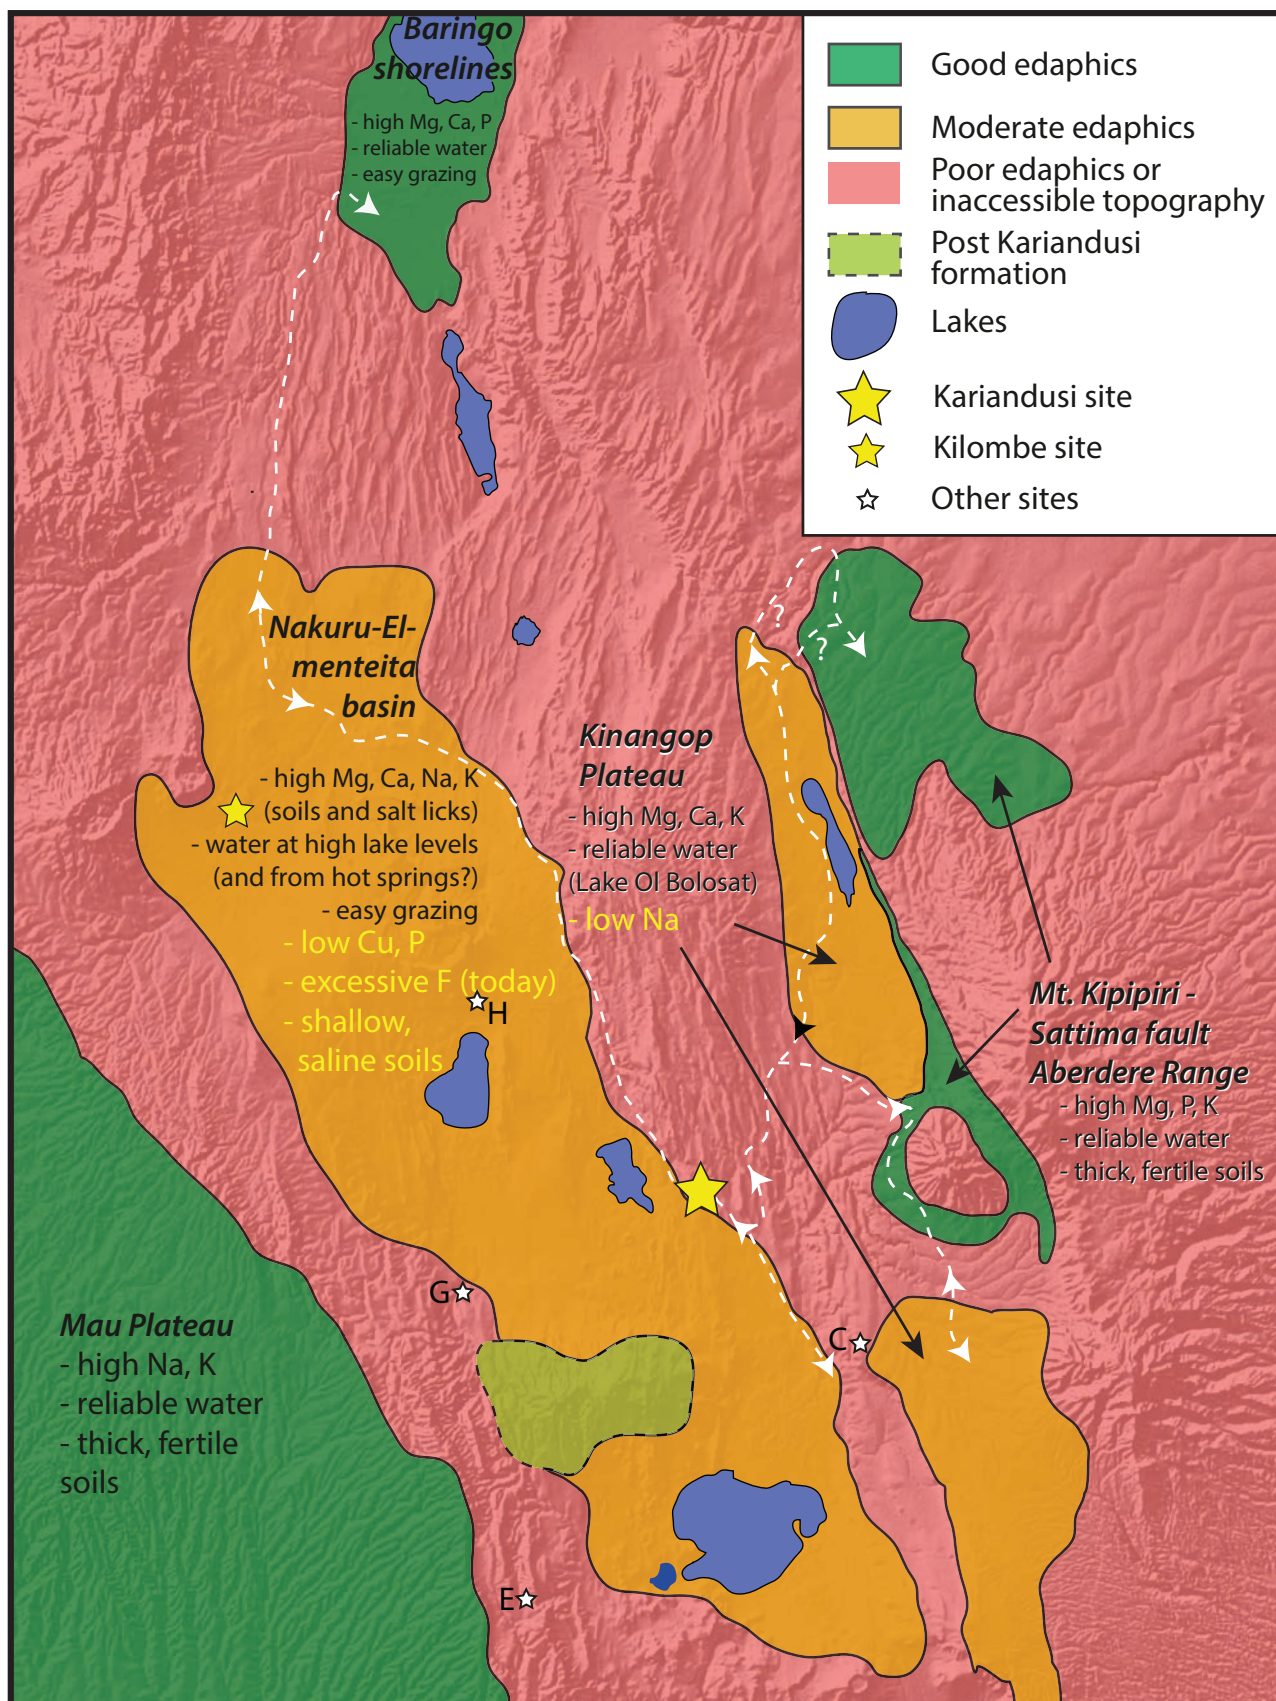 Baringo
shorelines
- high Mg, Ca, P
- reliable water
- easy grazing
Good edaphics
Moderate edaphics
Poor edaphics or
inaccessible topography
Post Kariandusi
formation
Lakes
Kariandusi site
Kilombe site
Other sites
Nakuru-El-
menteita
basin
- high Mg, Ca, Na, K
(soils and salt licks)
- water at high lake levels
(and from hot springs?)
- easy grazing
- low Cu, P
- excessive F (today)
- shallow,
saline soils
H
Kinangop
Plateau
- high Mg, Ca, K
- reliable water
(Lake Ol Bolosat)
- low Na
?
?
Mt. Kipipiri -
Sattima fault
Aberdere Range
- high Mg, P, K
- reliable water
- thick, fertile soils
G
C
E
Mau Plateau
- high Na, K
- reliable water
- thick, fertile
soils